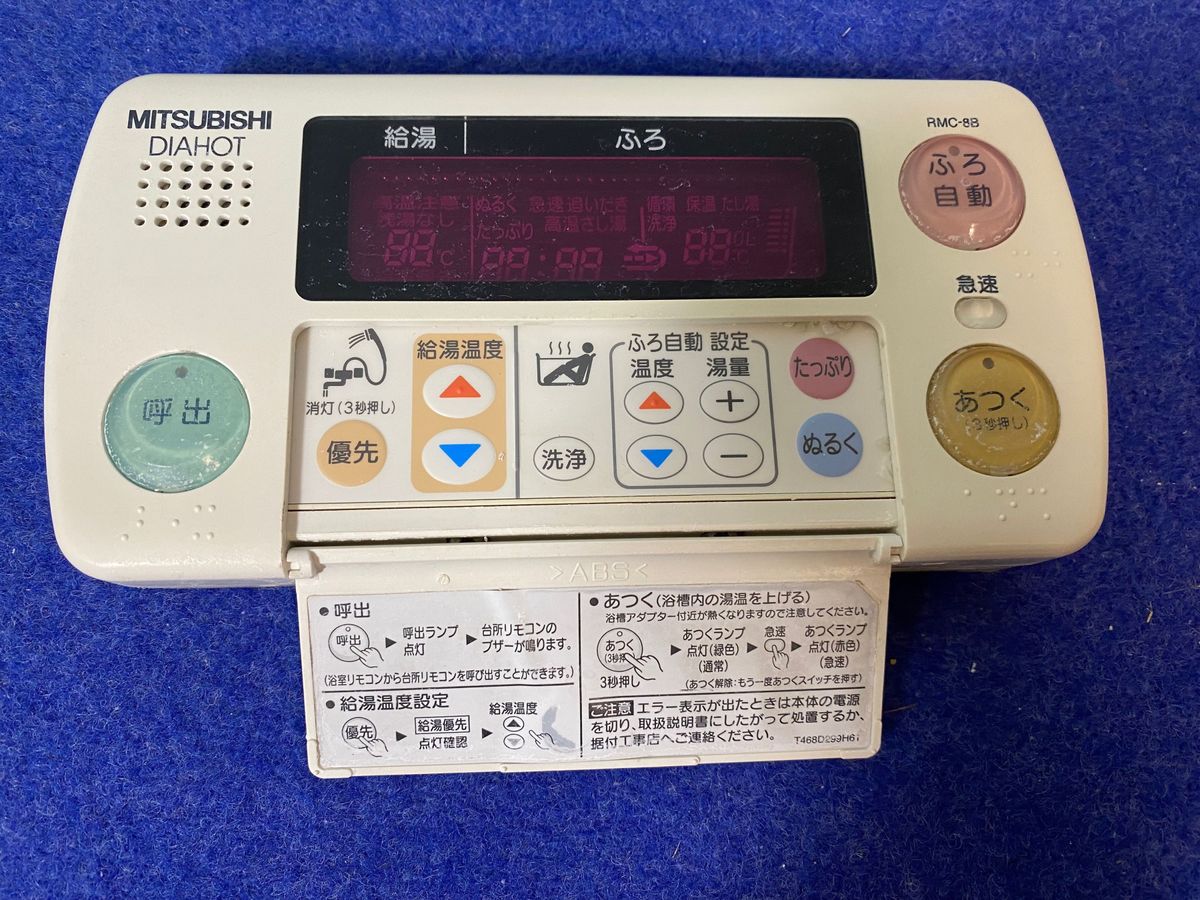 MITSUBISHI
DIAHOT
給湯
ふろ
高温注意
残湯なし
88℃
ぬるく 急速追いだき
たっぷり 高温さし湯
88:88
循環 保温 たし湯
洗浄
88
RMC-8B
ふろ
自動
急速
あつく
(3秒押し)
呼出
消灯(3秒押し)
優先
給湯温度
洗浄
ふろ自動 設定
温度 湯量
+
−
たっぷり
ぬるく
>ABS<
● 呼出
呼出
▶ 呼出ランプ
点灯
▶ 台所リモコンの
ブザーが鳴ります。
(浴室リモコンから台所リモコンを呼び出すことができます。)
● 給湯温度設定
優先
▶ 給湯優先
点灯確認
▶ 給湯温度
● あつく(浴槽内の湯温を上げる)
浴槽アダプター付近が熱くなりますので注意してください。
あつく
(3秒押
3秒押し
▶ あつくランプ
点灯(緑色)
(通常)
▶ 急速
▶ あつくランプ
点灯(赤色)
(急速)
(あつく解除:もう一度あつくスイッチを押す)
ご注意 エラー表示が出たときは本体の電源
を切り、取扱説明書にしたがって処置するか、
据付工事店へご連絡ください。
T468D299H61